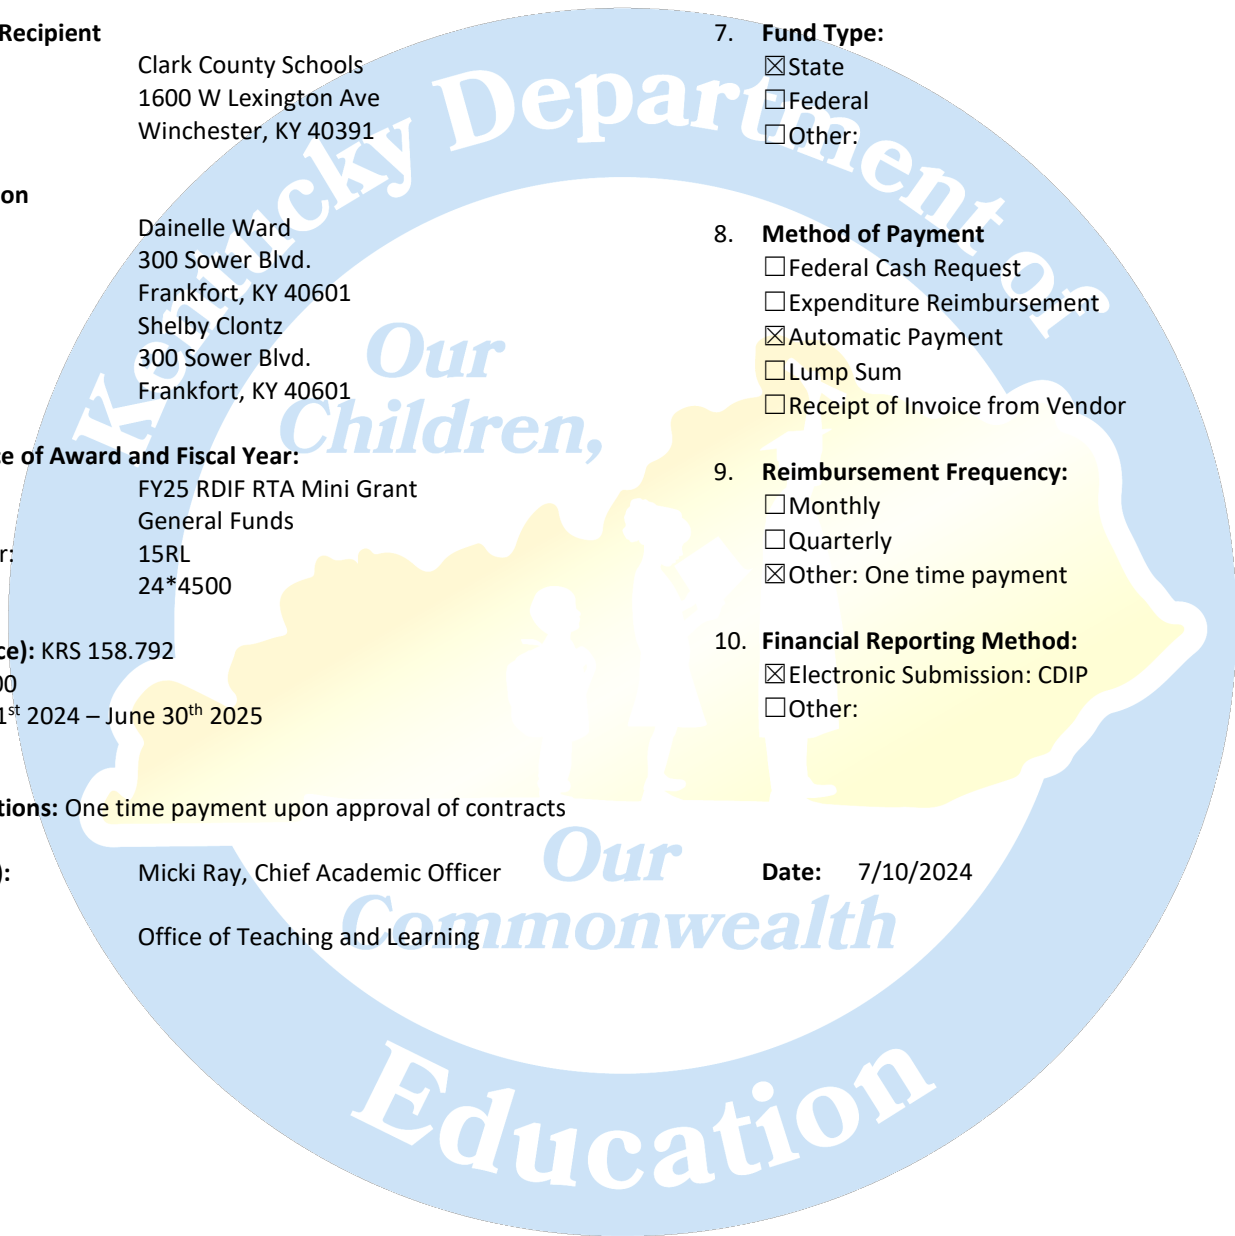 Recipient
Clark County Schools
1600 W Lexington Ave
Winchester, KY 40391
on
Dainelle Ward
300 Sower Blvd.
Frankfort, KY 40601
Shelby Clontz
300 Sower Blvd.
Frankfort, KY 40601
ce of Award and Fiscal Year:
FY25 RDIF RTA Mini Grant
General Funds
r: 15RL
24*4500
ce): KRS 158.792
00
1st 2024 – June 30th 2025
tions: One time payment upon approval of contracts
): Micki Ray, Chief Academic Officer
Office of Teaching and Learning
7. Fund Type:
☒State
☐Federal
☐Other:
8. Method of Payment
☐Federal Cash Request
☐Expenditure Reimbursement
☒Automatic Payment
☐Lump Sum
☐Receipt of Invoice from Vendor
9. Reimbursement Frequency:
☐Monthly
☐Quarterly
☒Other: One time payment
10. Financial Reporting Method:
☒Electronic Submission: CDIP
☐Other:
Date: 7/10/2024
Kentucky Department of
Our
Children,
Our
Commonwealth
Education